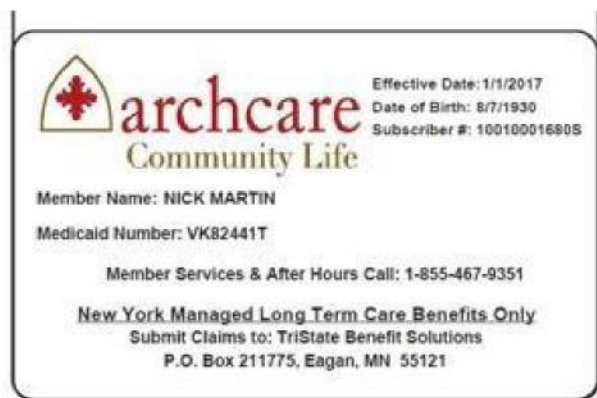 archcare
Community Life
Effective Date: 1/1/2017
Date of Birth: 8/7/1930
Subscriber #: 10010001680S
Member Name: NICK MARTIN
Medicaid Number: VK82441T
Member Services & After Hours Call: 1-855-467-9351
New York Managed Long Term Care Benefits Only
Submit Claims to: TriState Benefit Solutions
P.O. Box 211775, Eagan, MN 55121